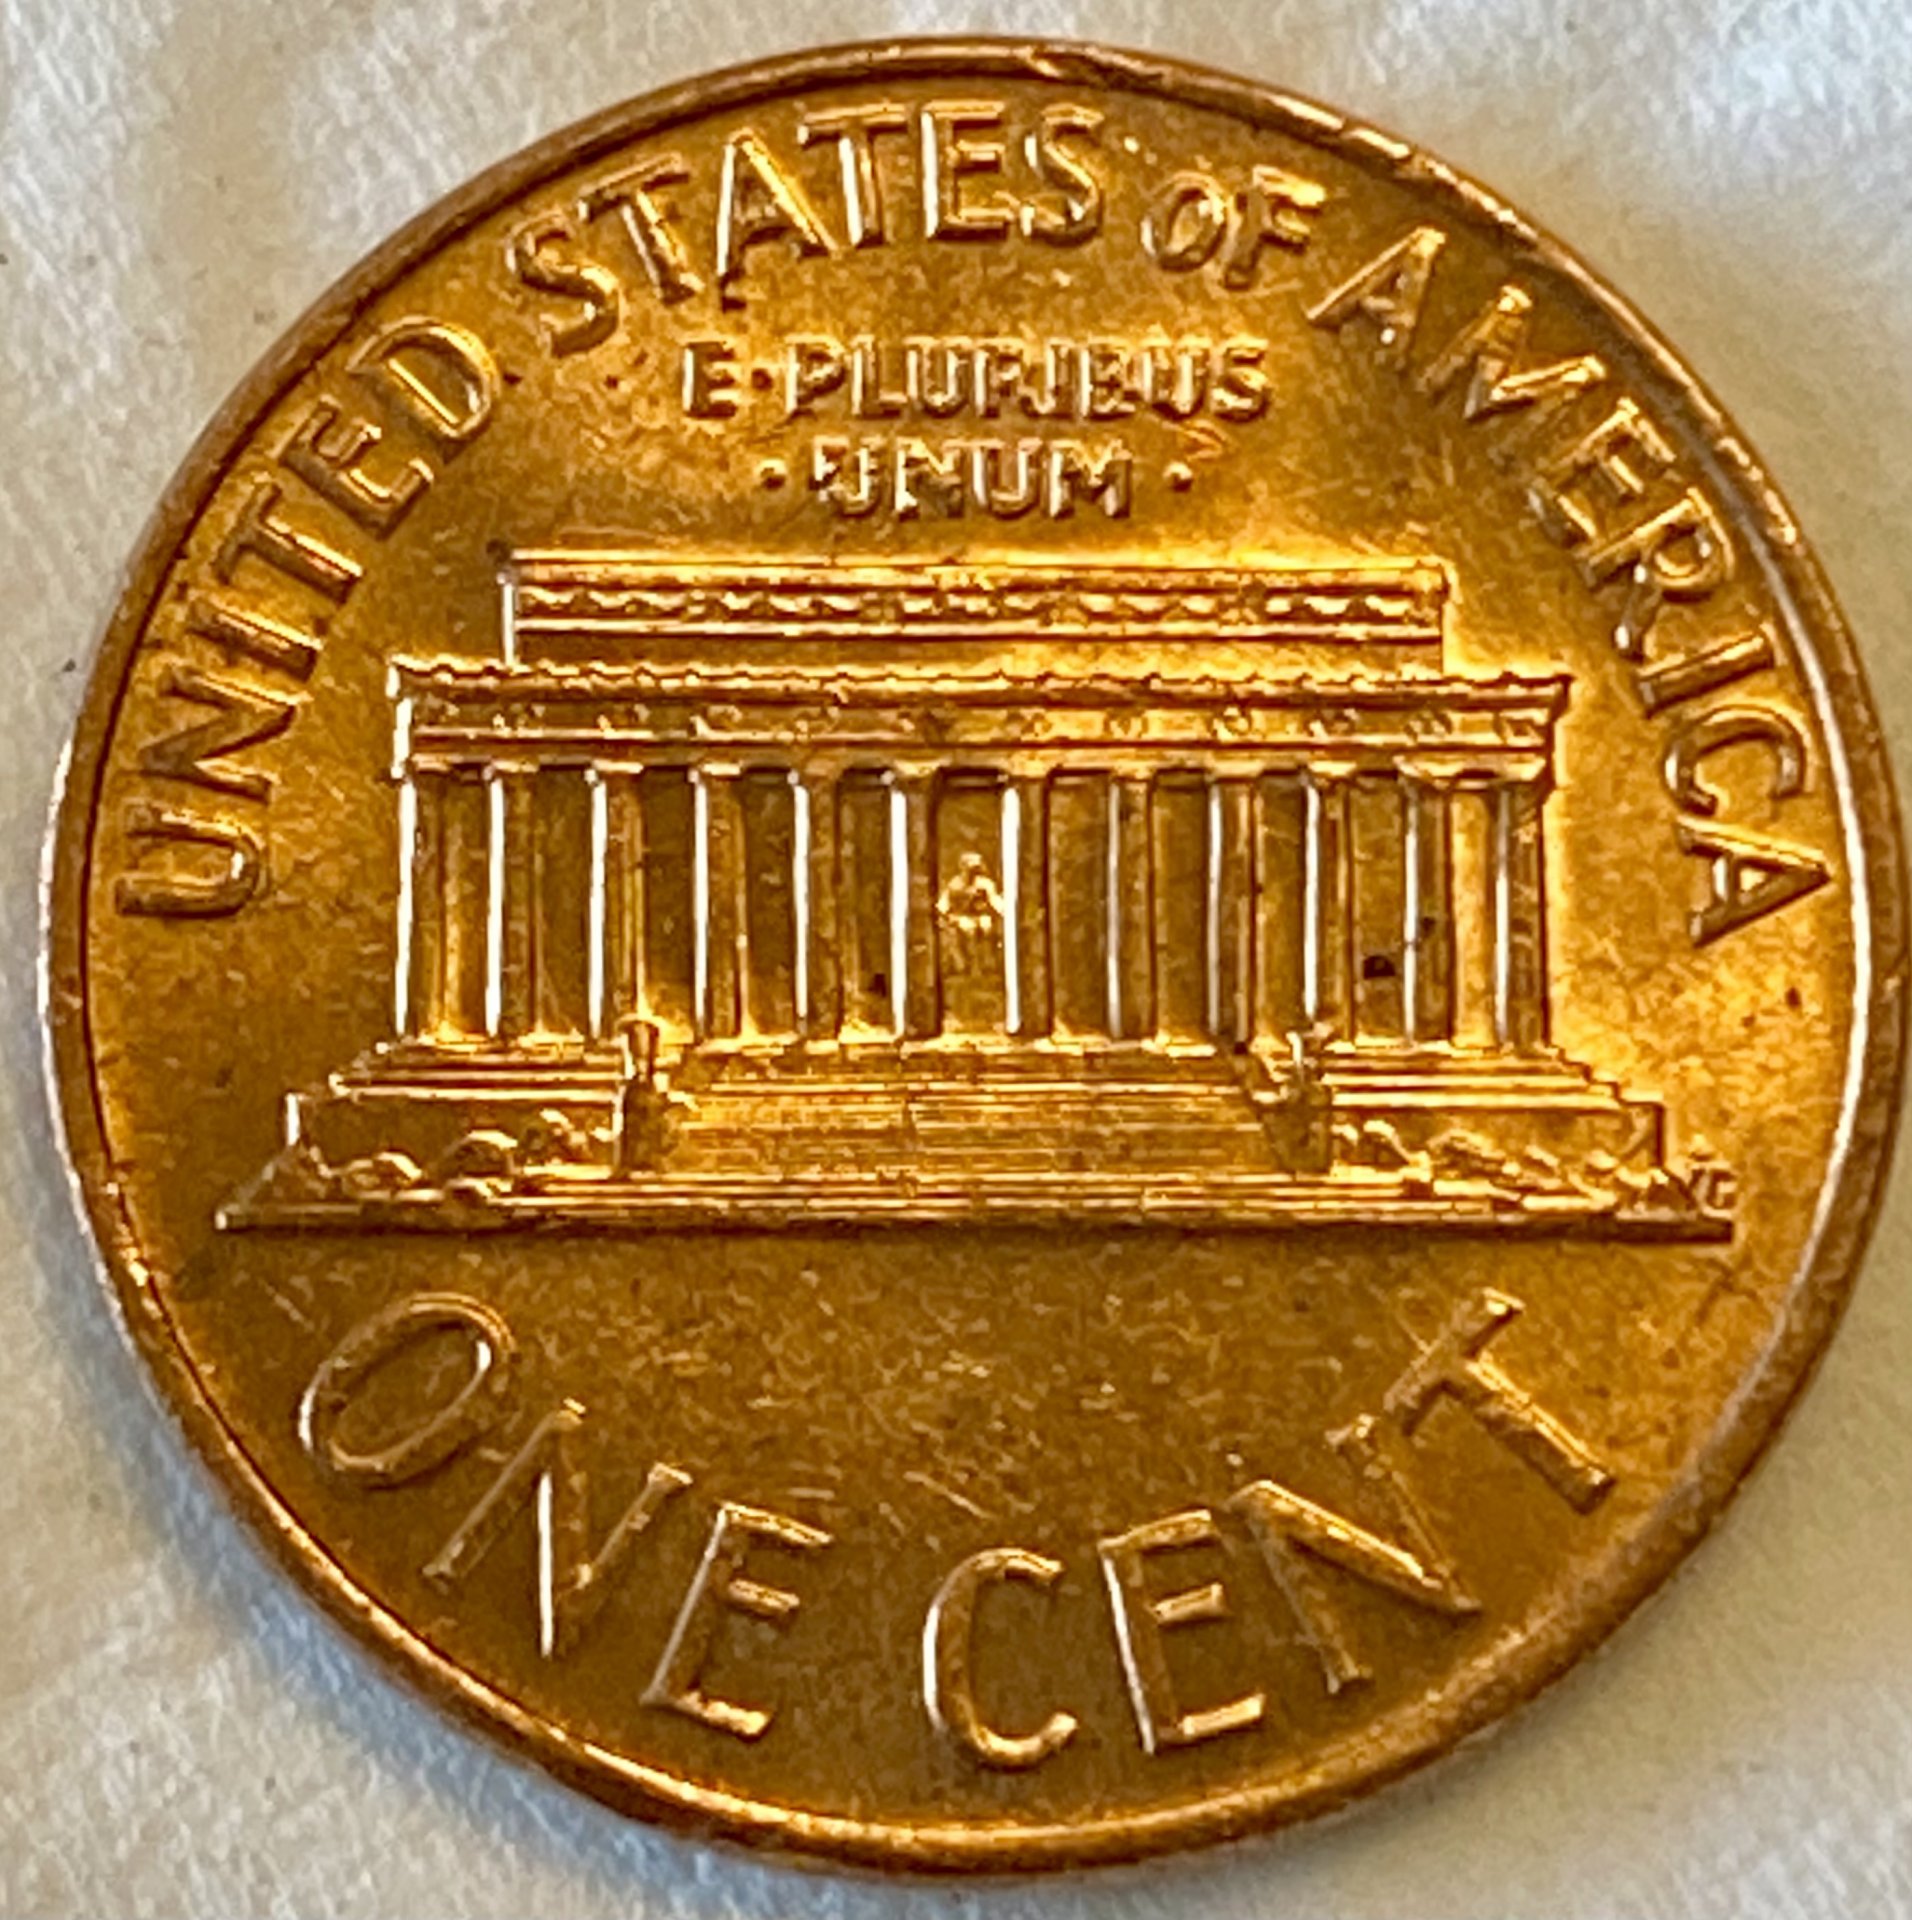 UNITED STATES OF AMERICA
E·PLURIBUS
·UNUM·
ONE CENT